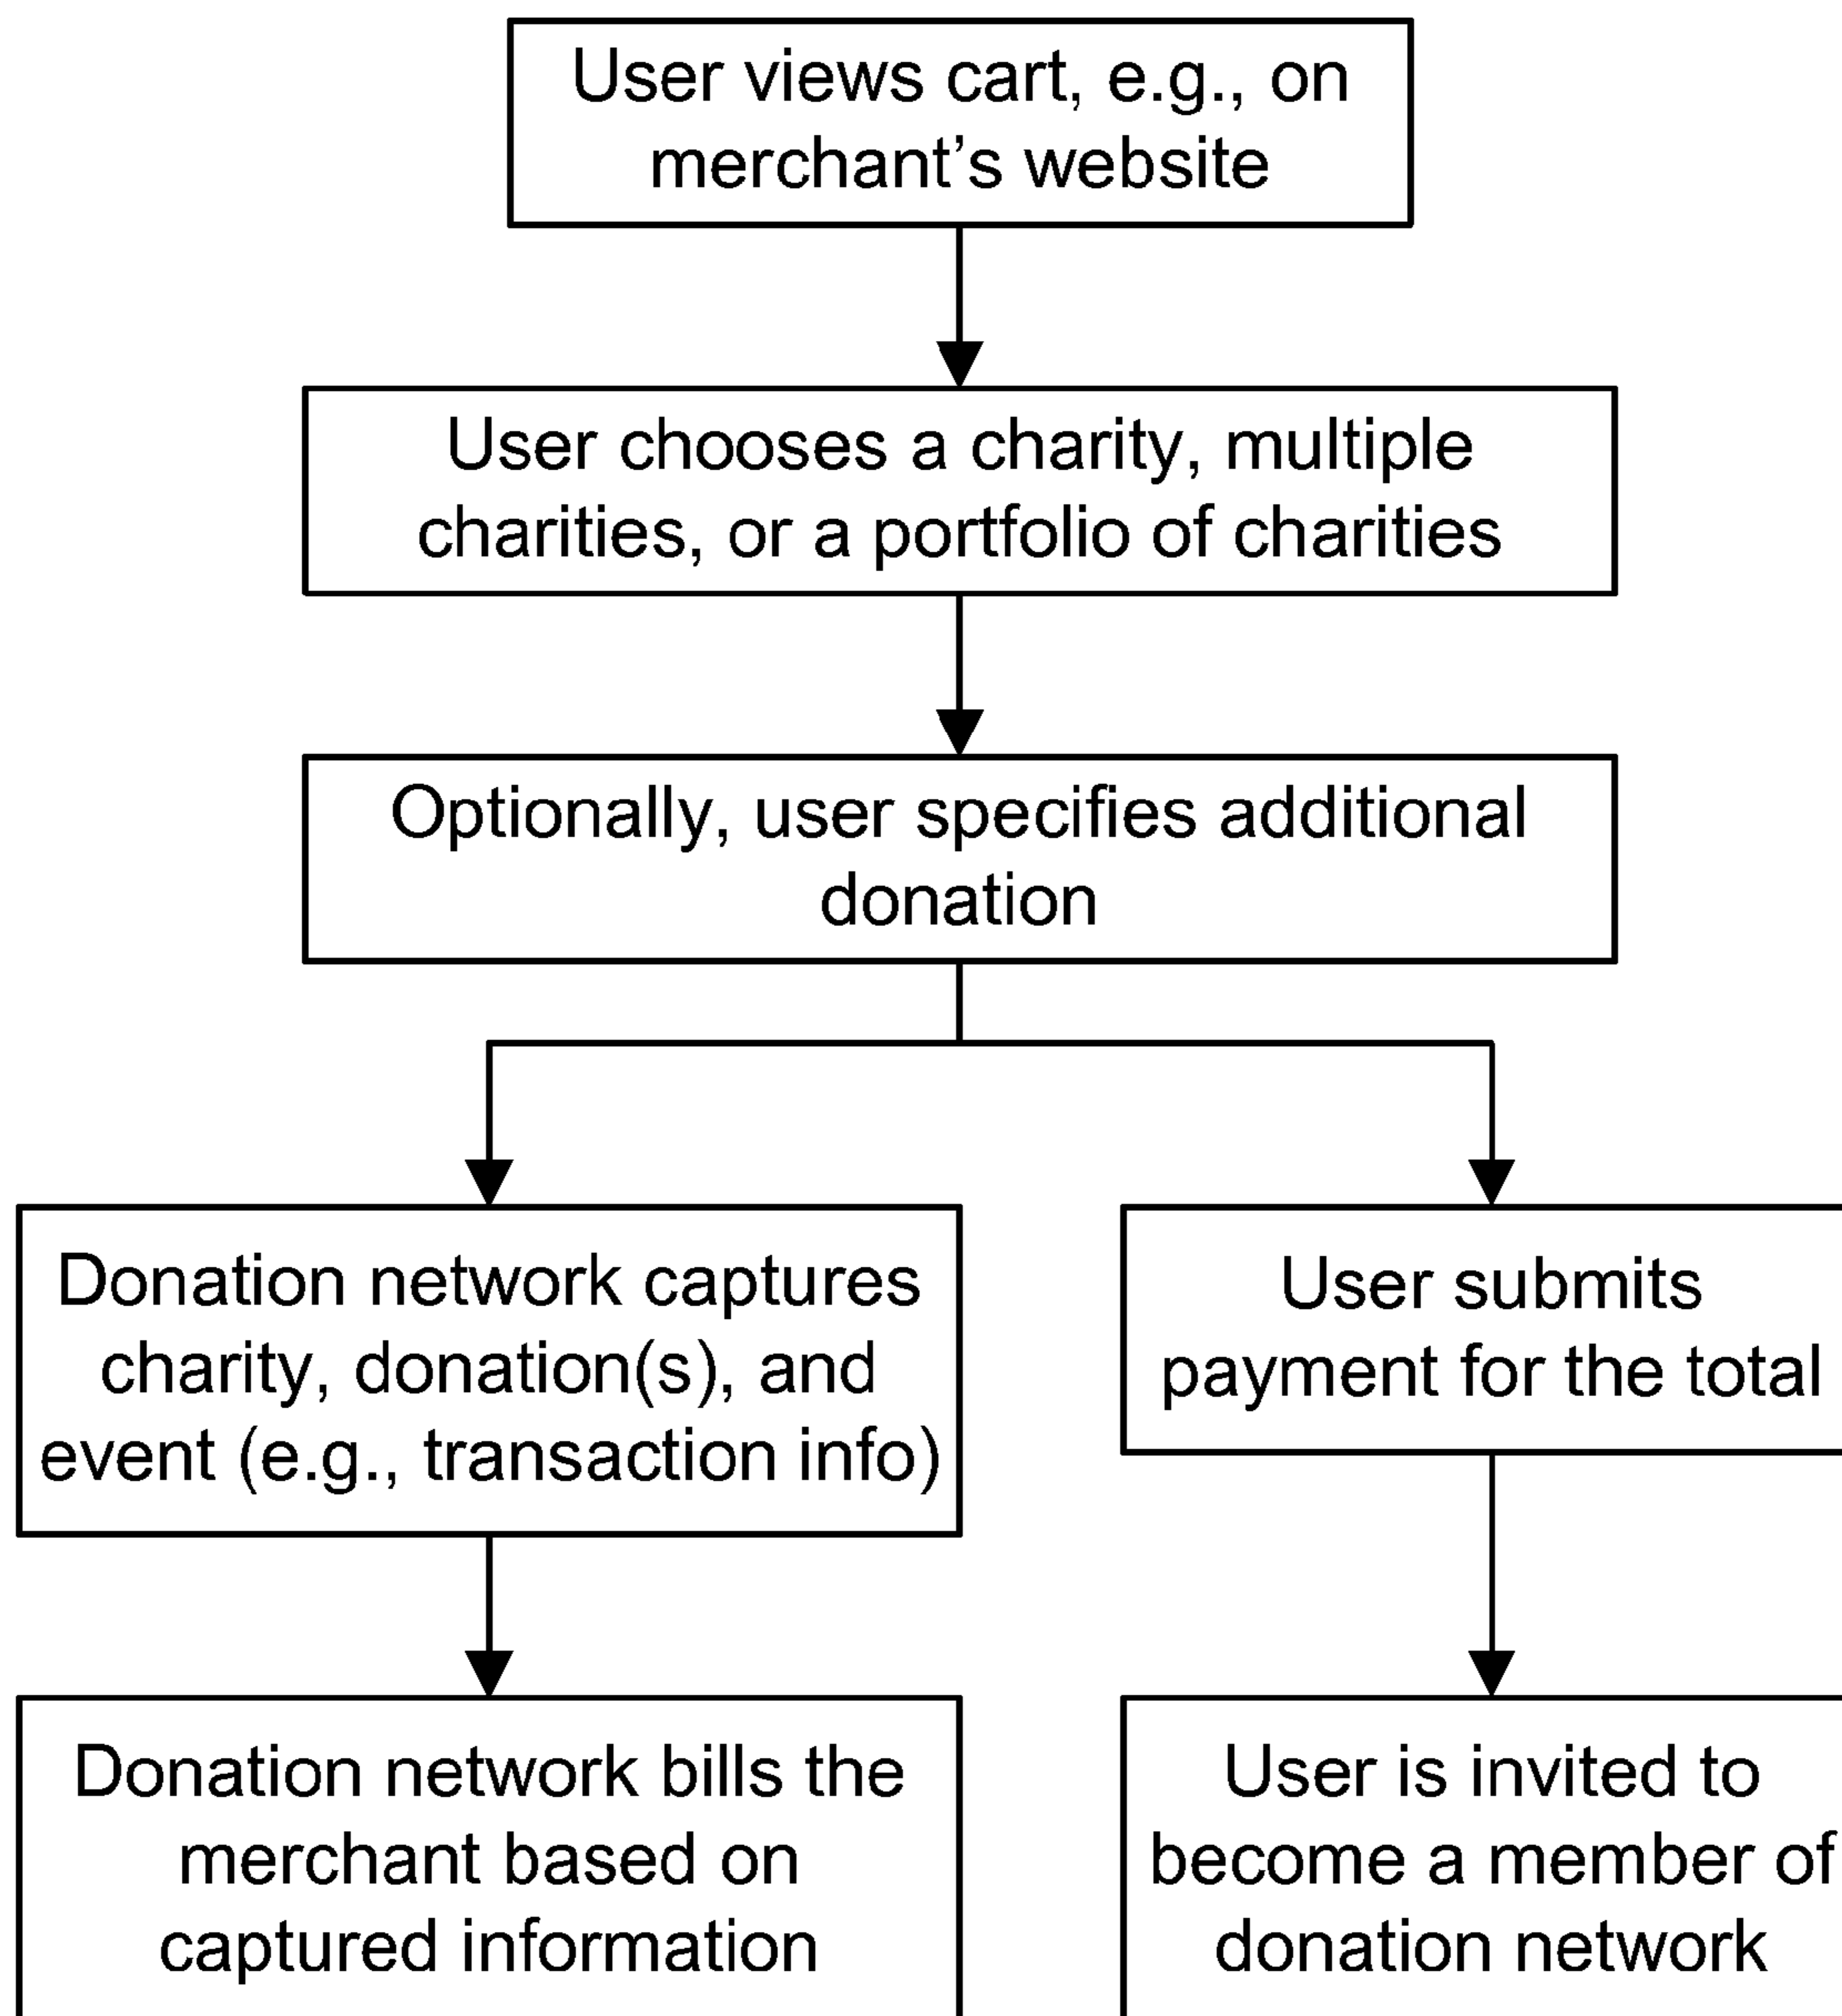 User views cart, e.g., on
merchant's website
User chooses a charity, multiple
charities, or a portfolio of charities
Optionally, user specifies additional
donation
Donation network captures
charity, donation(s), and
event (e.g., transaction info)
User submits
payment for the total
Donation network bills the
merchant based on
captured information
User is invited to
become a member of
donation network